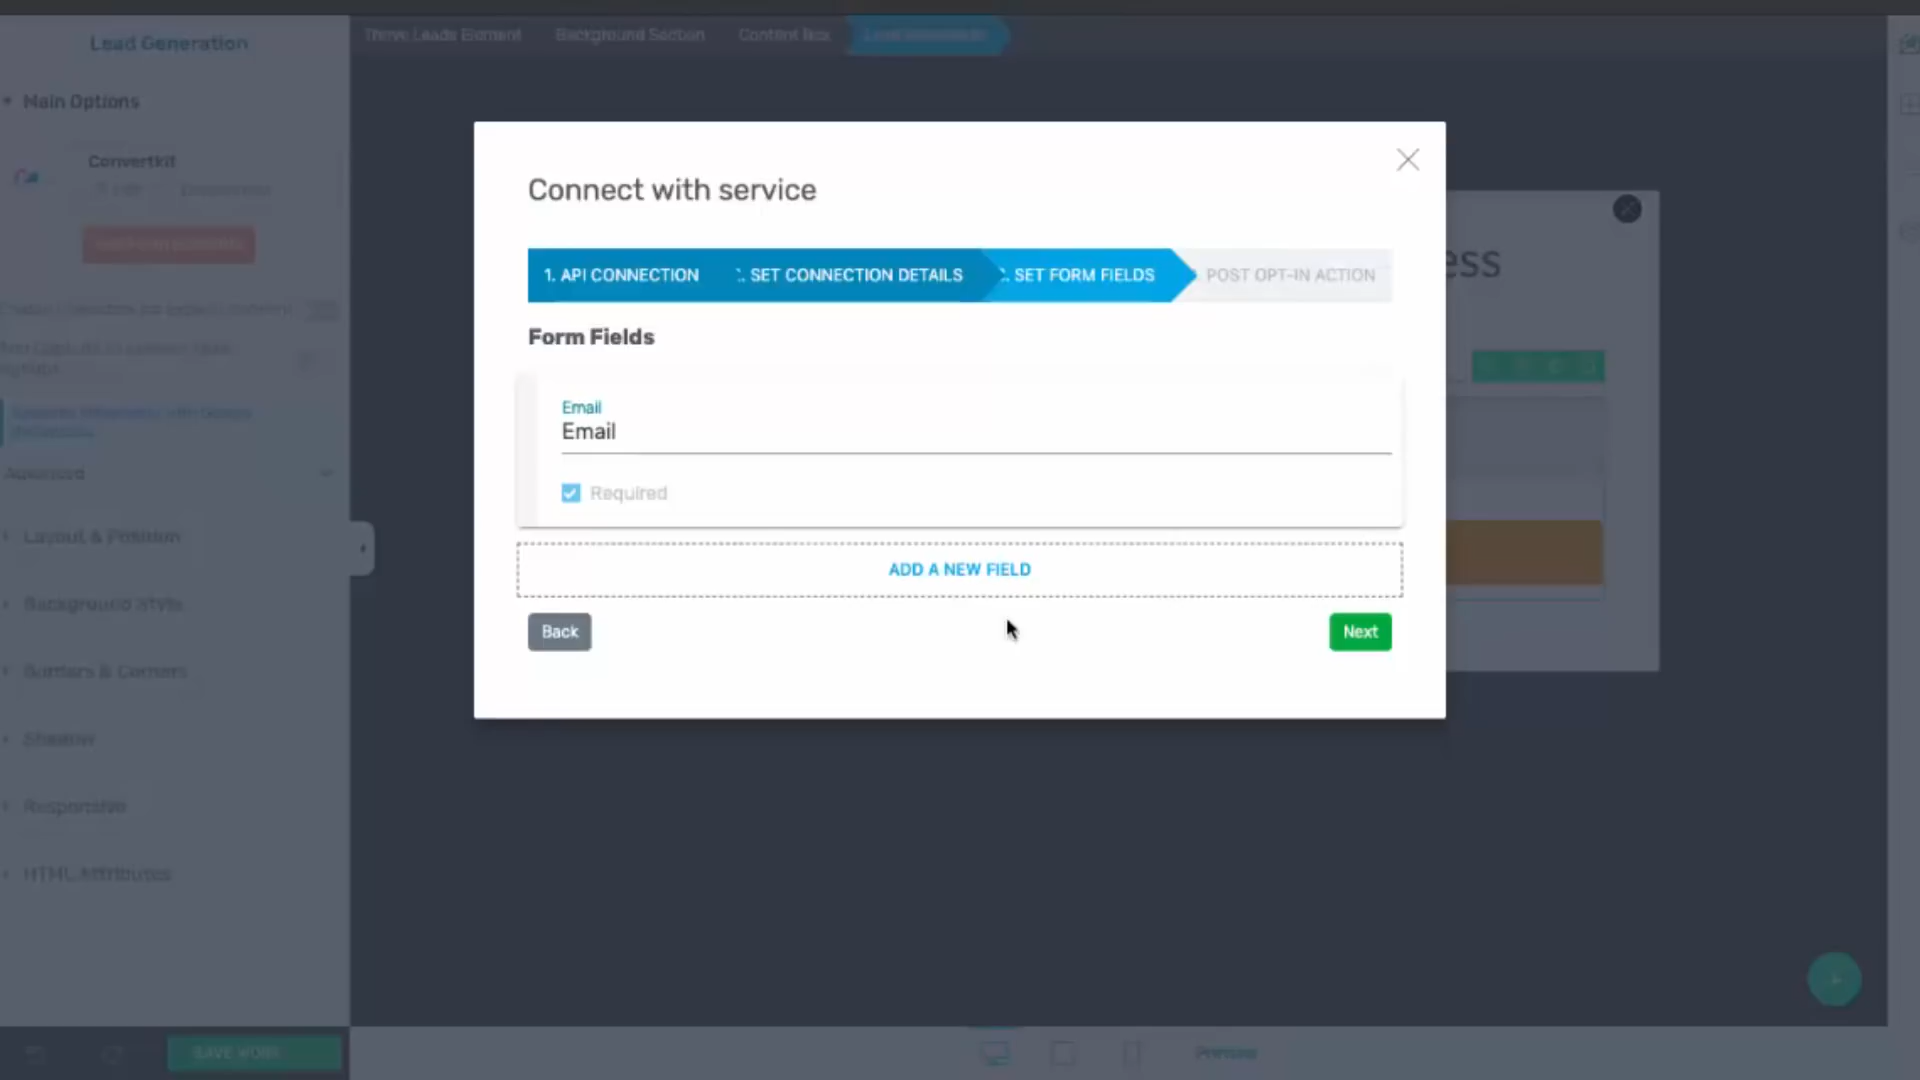 Lead Generation
Thrive Leads Element
Background Section
Content Box
Main Options
Convertkit
Connect with service
1. API CONNECTION
. SET CONNECTION DETAILS
. SET FORM FIELDS
POST OPT-IN ACTION
ess
Form Fields
Email
Email
Required
ADD A NEW FIELD
Back
Next
Advanced
Layout & Position
Background Style
Borders & Corners
Shadow
Responsive
HTML Attributes
SAVE WORK
Preview